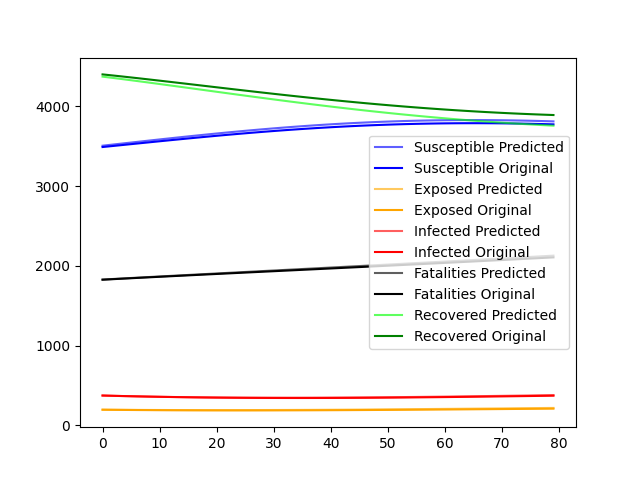 4000
3000
2000
1000
0
Susceptible Predicted
Susceptible Original
Exposed Predicted
Exposed Original
Infected Predicted
Infected Original
Fatalities Predicted
Fatalities Original
Recovered Predicted
Recovered Original
0 10 20 30 40 50 60 70 80